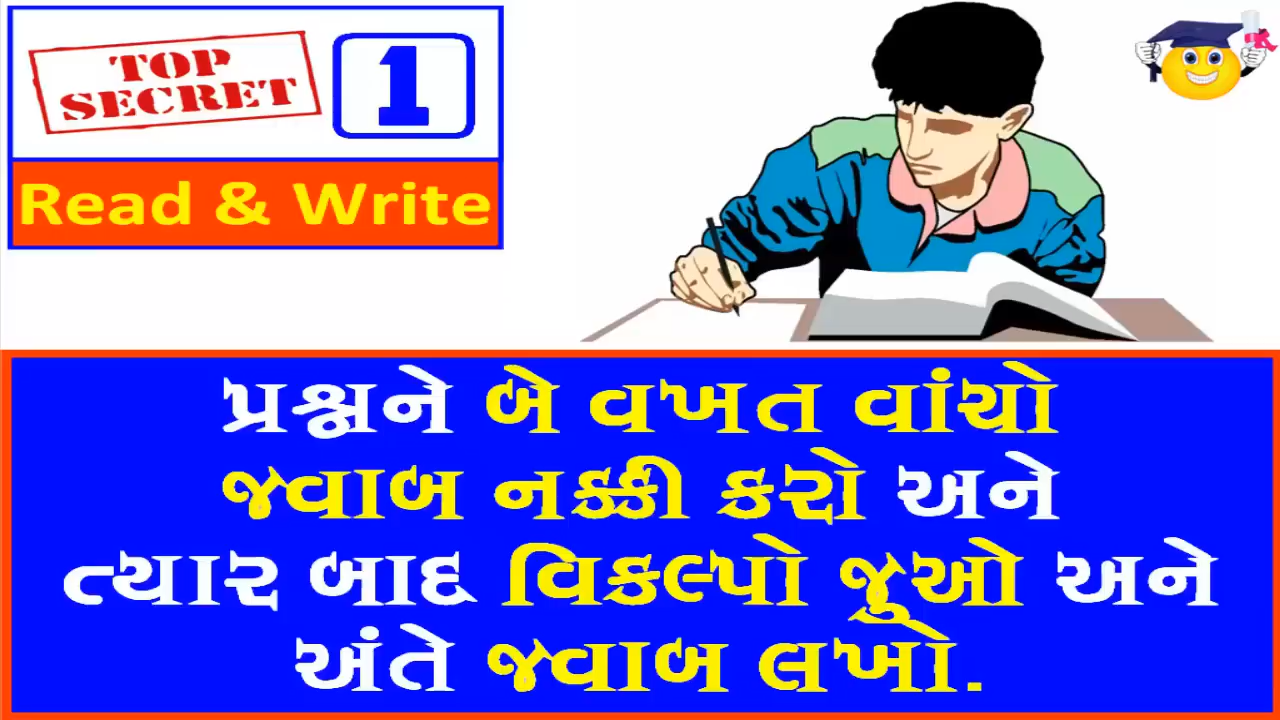 TOP
SECRET
1
Read & Write
પ્રશ્નને બે વખત વાંચો
જવાબ નક્કી કરો અને
ત્યાર બાદ વિકલ્પો જુઓ અને
અંતે જવાબ લખો.